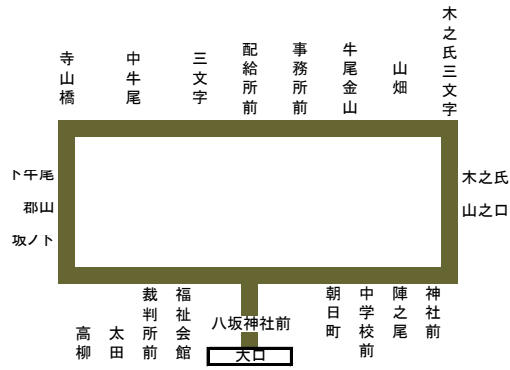 寺山橋
中牛尾
三文字
配給所前
事務所前
牛尾金山
山畑
木之氏三文字
下牛尾
郡山
坂ノ下
木之氏
山之口
高柳
太田
裁判所前
福祉会館
八坂神社前
大口
朝日町
中学校前
陣之尾
神社前